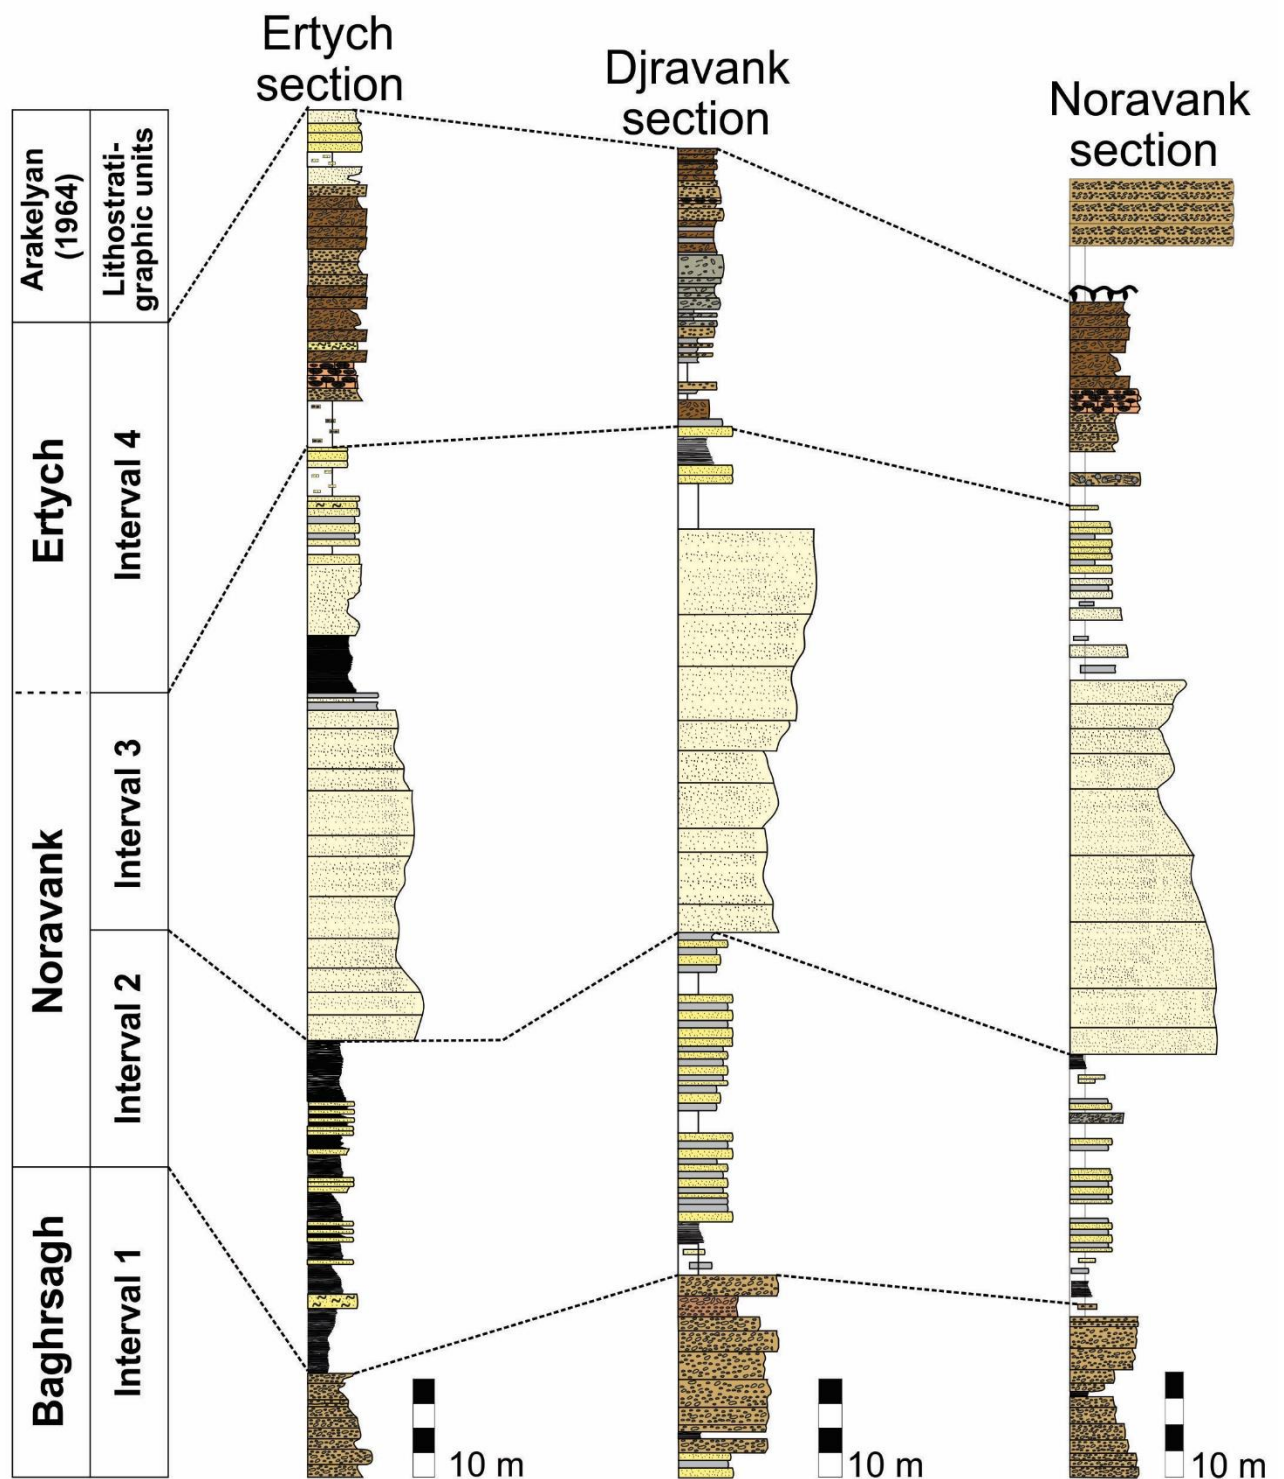 Ertych
section
Djravank
section
Noravank
section
Arakelyan
(1964)
Lithostrati-
graphic units
Ertych
Interval 4
Noravank
Interval 3
Interval 2
Baghrsagh
Interval 1
10 m
10 m
10 m